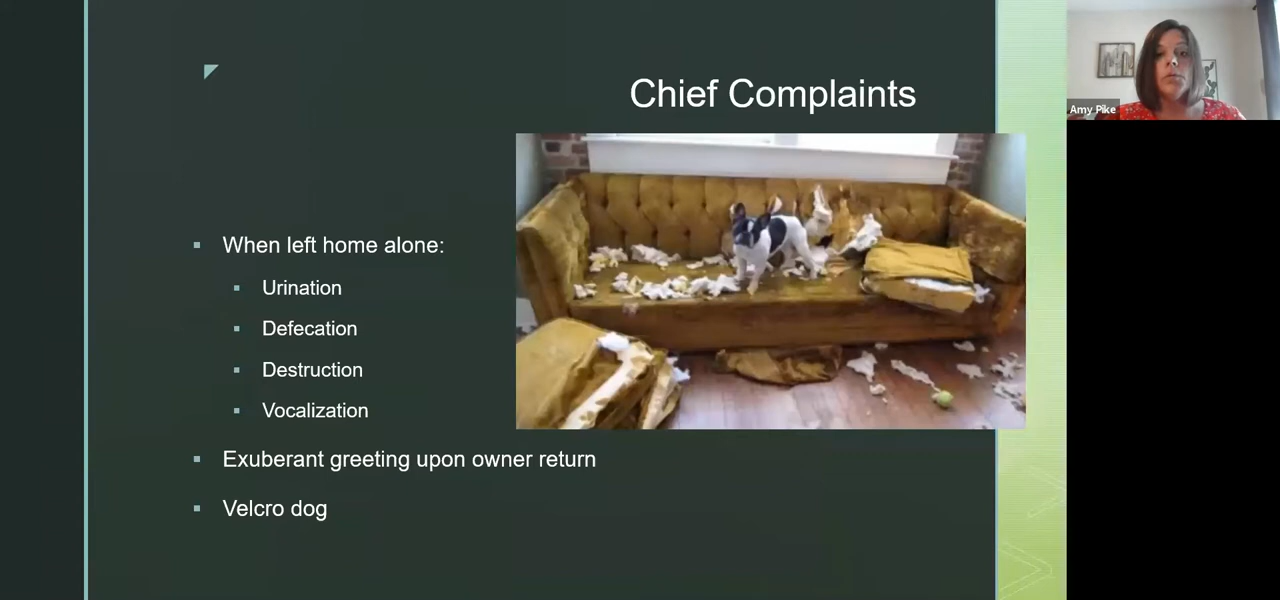 Chief Complaints
When left home alone:
Urination
Defecation
Destruction
Vocalization
Exuberant greeting upon owner return
Velcro dog
Amy Pike